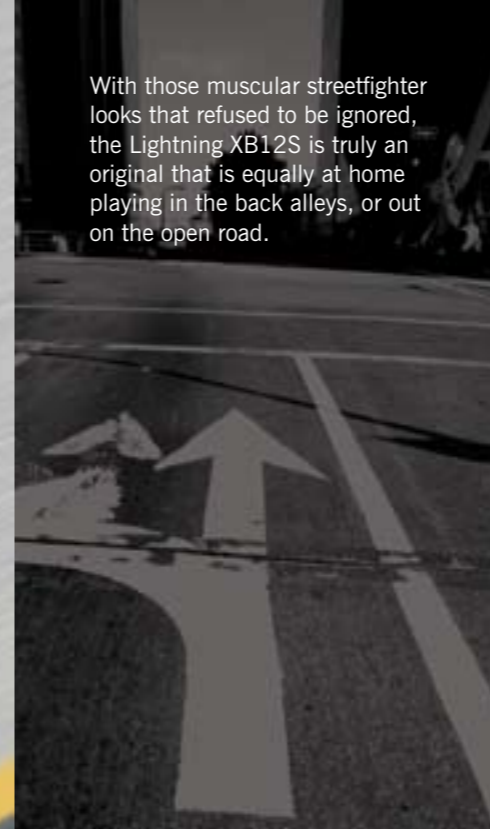 With those muscular streetfighter
looks that refused to be ignored,
the Lightning XB12S is truly an
original that is equally at home
playing in the back alleys, or out
on the open road.